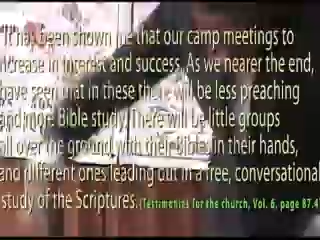 It has been shown me that our camp meetings to
increase in interest and success. As we nearer the end,
have seen that in these there will be less preaching
and more Bible study. There will be little groups
all over the ground, with their Bibles in their hands,
and different ones leading out in a free, conversational
study of the Scriptures. (Testimonies for the church, Vol. 6, page 87.4)